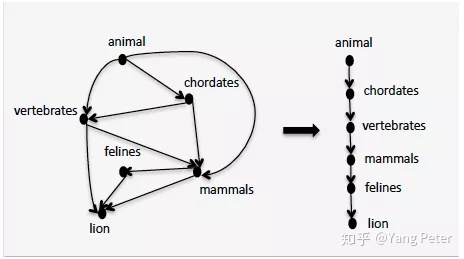 animal
chordates
vertebrates
felines
mammals
lion
animal
chordates
vertebrates
mammals
felines
lion
知乎 @Yang Peter